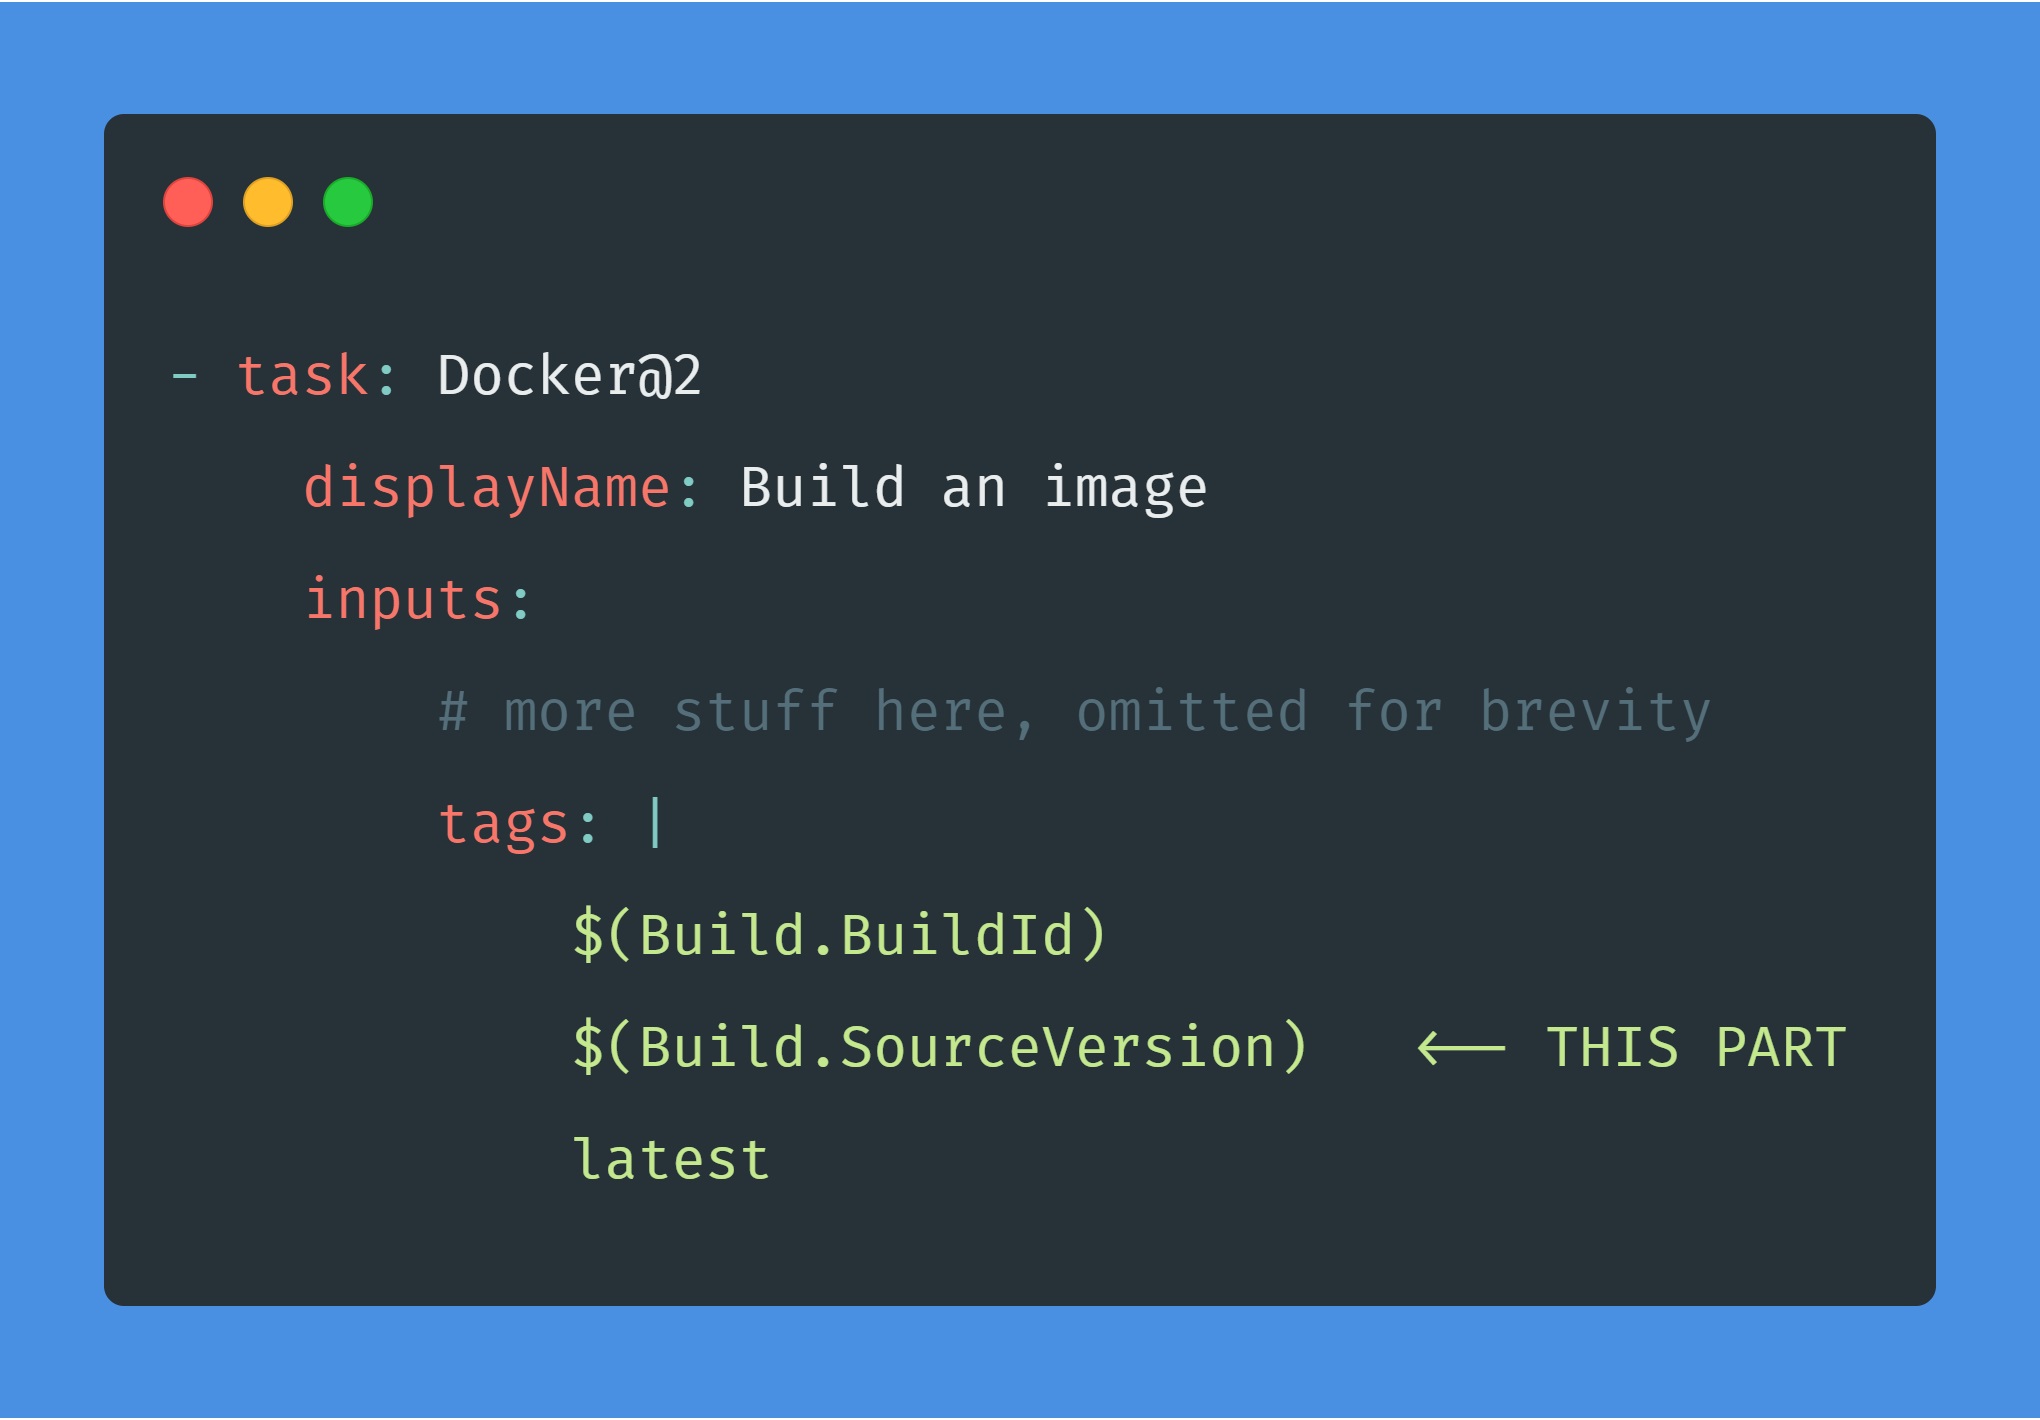 - task: Docker@2
displayName: Build an image
inputs:
# more stuff here, omitted for brevity
tags: |
$(Build.BuildId)
$(Build.SourceVersion) <-- THIS PART
latest